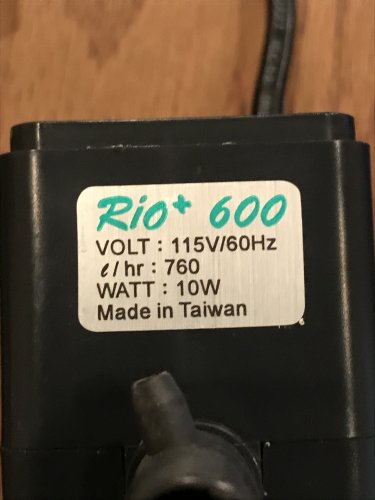 Rio+ 600
VOLT : 115V/60Hz
ℓ/hr : 760
WATT : 10W
Made in Taiwan